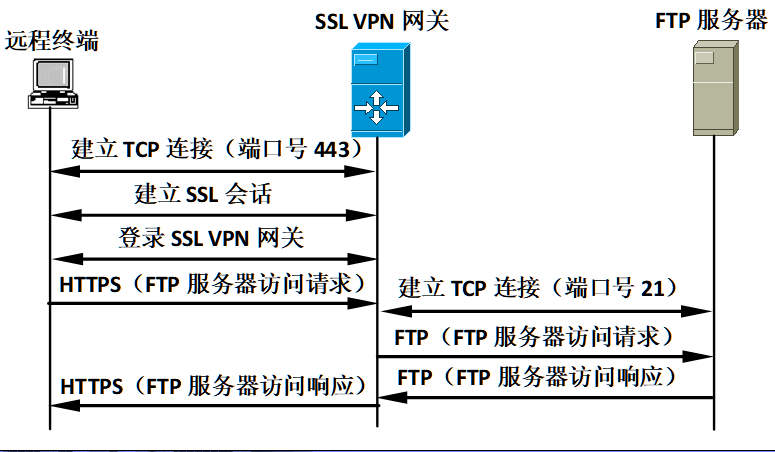 SSL VPN 网关
FTP 服务器
远程终端
建立 TCP 连接（端口号 443）
建立 SSL 会话
登录 SSL VPN 网关
HTTPS（FTP 服务器访问请求）
建立 TCP 连接（端口号 21）
FTP（FTP 服务器访问请求）
FTP（FTP 服务器访问响应）
HTTPS（FTP 服务器访问响应）